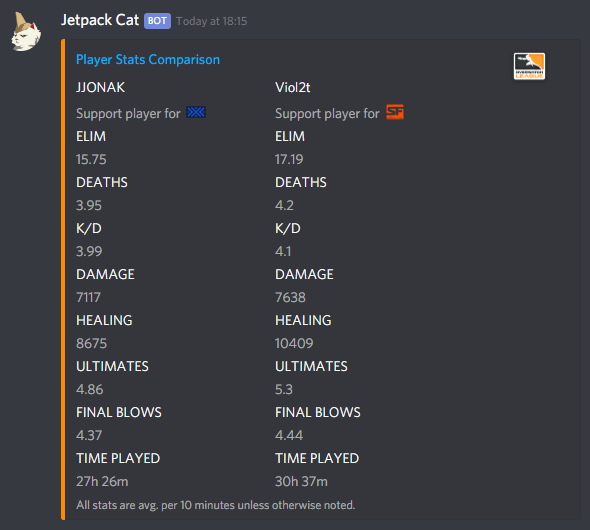 Jetpack Cat BOT Today at 18:15
Player Stats Comparison
JJONAK Viol2t
Support player for Support player for SF
ELIM ELIM
15.75 17.19
DEATHS DEATHS
3.95 4.2
K/D K/D
3.99 4.1
DAMAGE DAMAGE
7117 7638
HEALING HEALING
8675 10409
ULTIMATES ULTIMATES
4.86 5.3
FINAL BLOWS FINAL BLOWS
4.37 4.44
TIME PLAYED TIME PLAYED
27h 26m 30h 37m
All stats are avg. per 10 minutes unless otherwise noted.